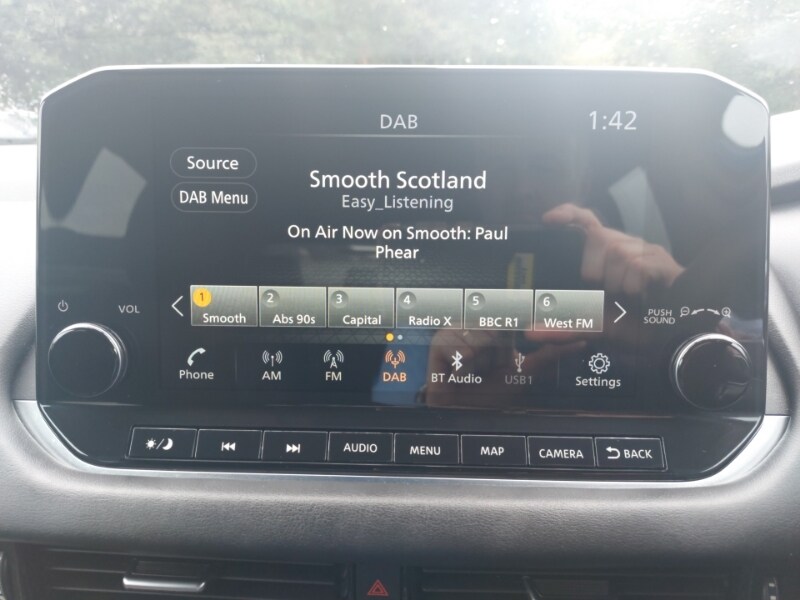 DAB
1:42
Source
DAB Menu
Smooth Scotland
Easy_Listening
On Air Now on Smooth: Paul
Phear
1 Smooth
2 Abs 90s
3 Capital
4 Radio X
5 BBC R1
6 West FM
VOL
PUSH
SOUND
Phone
AM
FM
DAB
BT Audio
USB1
Settings
AUDIO
MENU
MAP
CAMERA
BACK